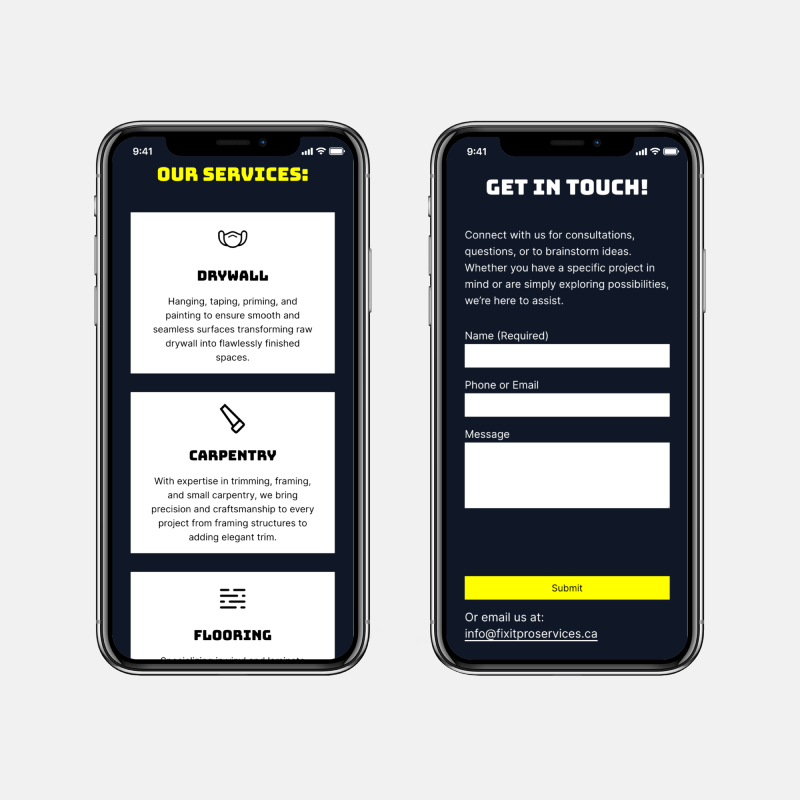 9:41
OUR SERVICES:
DRYWALL
Hanging, taping, priming, and
painting to ensure smooth and
seamless surfaces transforming raw
drywall into flawlessly finished
spaces.
CARPENTRY
With expertise in trimming, framing,
and small carpentry, we bring
precision and craftsmanship to every
project from framing structures to
adding elegant trim.
FLOORING
9:41
GET IN TOUCH!
Connect with us for consultations,
questions, or to brainstorm ideas.
Whether you have a specific project in
mind or are simply exploring possibilities,
we're here to assist.
Name (Required)
Phone or Email
Message
Submit
Or email us at:
info@fixitproservices.ca